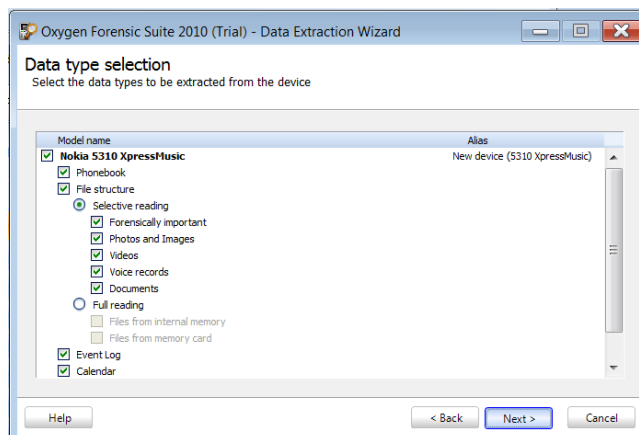 Oxygen Forensic Suite 2010 (Trial) - Data Extraction Wizard
Data type selection
Select the data types to be extracted from the device
Model name Alias
Nokia 5310 XpressMusic New device (5310 XpressMusic)
Phonebook
File structure
Selective reading
Forensically important
Photos and Images
Videos
Voice records
Documents
Full reading
Files from internal memory
Files from memory card
Event Log
Calendar
Help < Back Next > Cancel